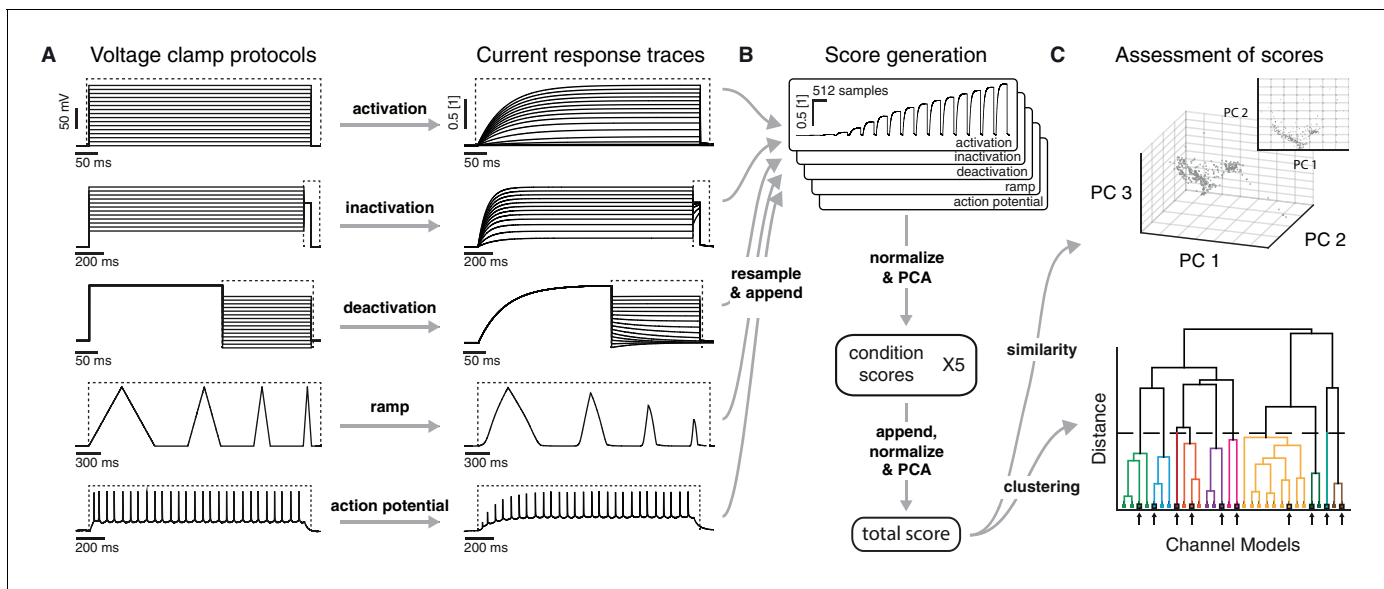 A
Voltage clamp protocols
Current response traces
B
Score generation
C
Assessment of scores
50 mV
50 ms
activation
0.5 [1]
50 ms
200 ms
inactivation
200 ms
50 ms
deactivation
50 ms
300 ms
ramp
300 ms
200 ms
action potential
200 ms
resample
& append
512 samples
0.5 [1]
activation
inactivation
deactivation
ramp
action potential
normalize
& PCA
condition
scores
X5
append,
normalize
& PCA
total score
similarity
clustering
PC 2
PC 1
PC 3
PC 2
PC 1
Distance
Channel Models